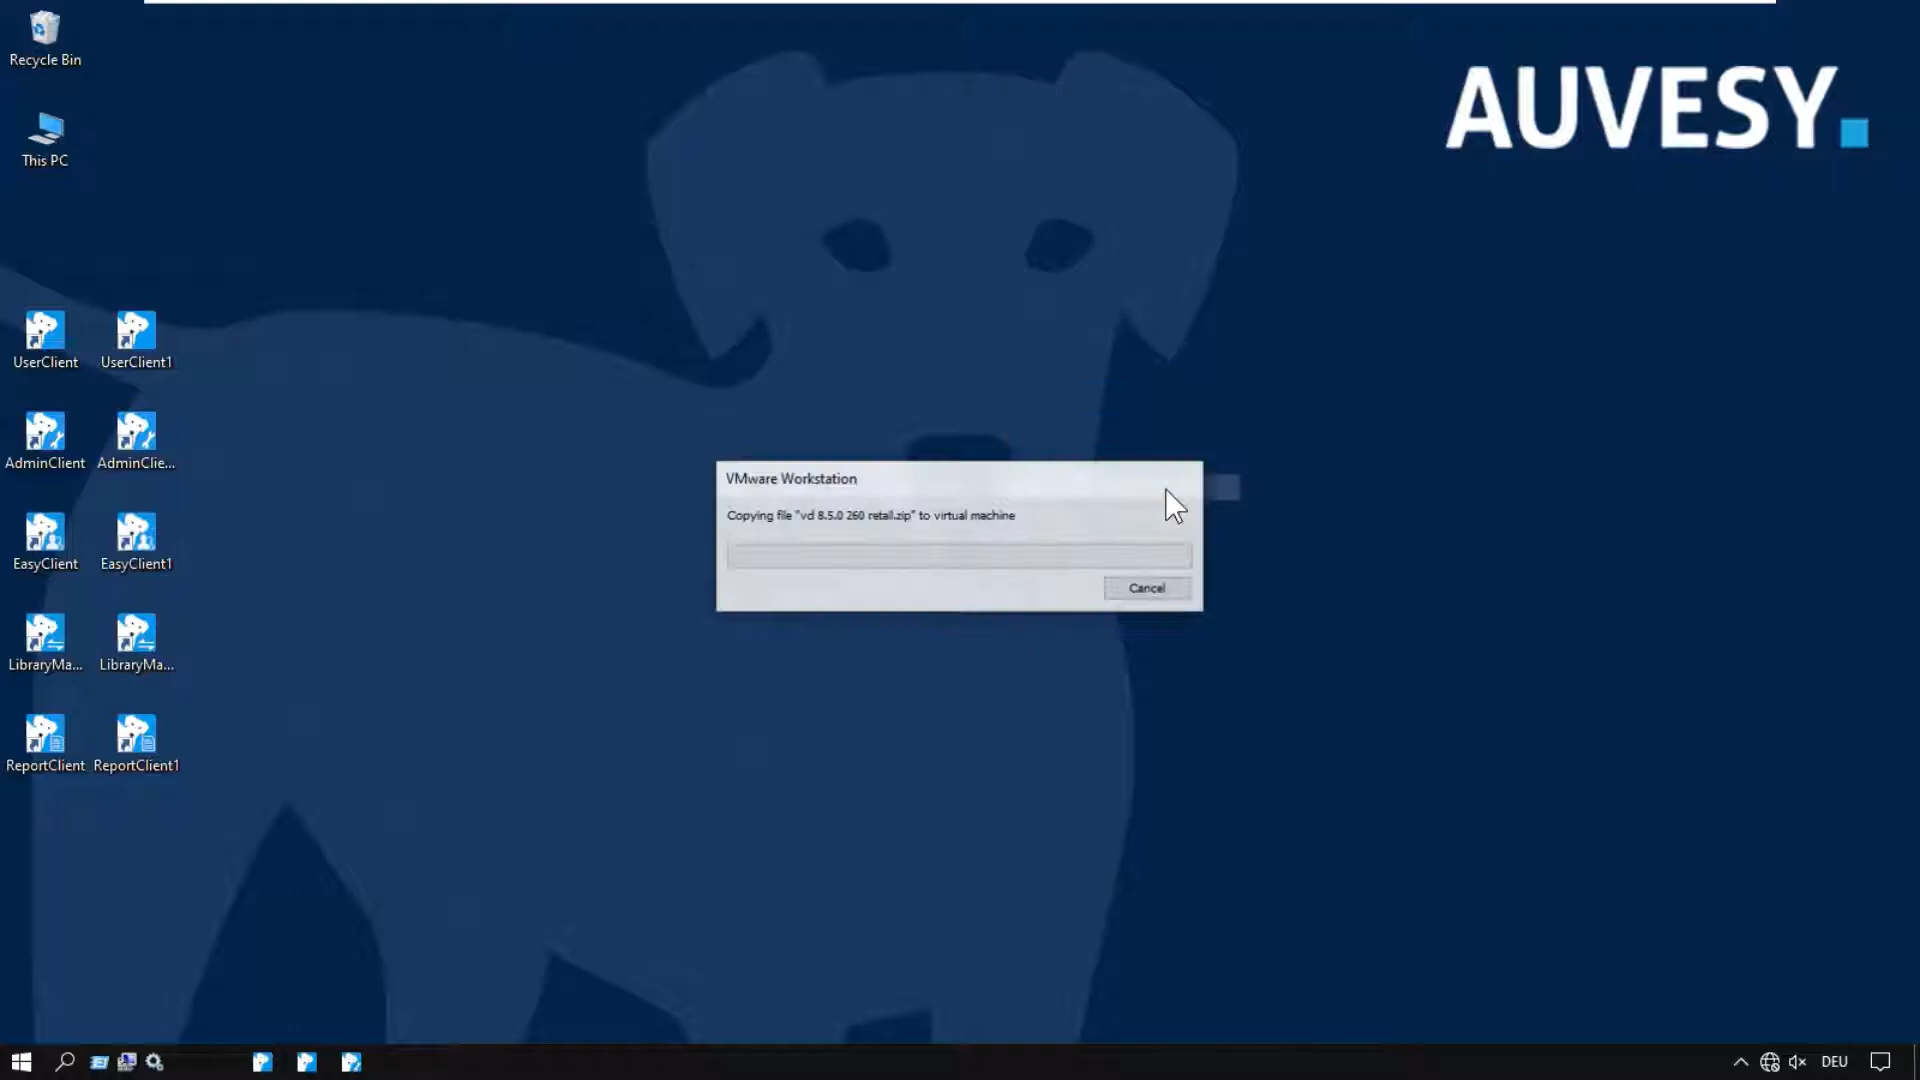 Recycle Bin
AUVESY.
This PC
UserClient
UserClient1
AdminClient
AdminClie...
VMware Workstation
Copying file "vd 8.5.0 260 retail.zip" to virtual machine
Cancel
EasyClient
EasyClient1
LibraryMa...
LibraryMa...
ReportClient
ReportClient1
DEU